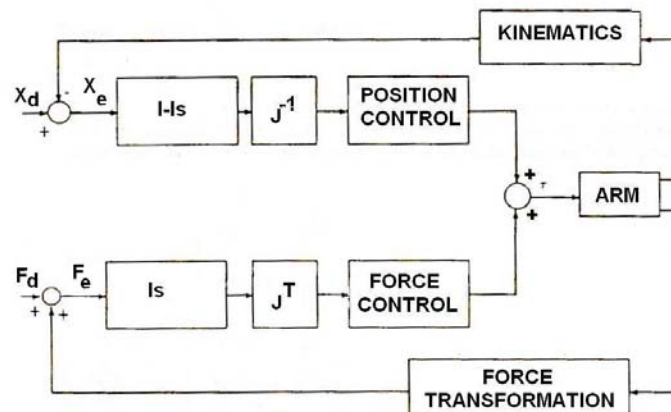 KINEMATICS
Xd
-
Xe
+
I-Is
J-1
POSITION
CONTROL
+
+
τ
ARM
Fd
Fe
+
+
Is
JT
FORCE
CONTROL
FORCE
TRANSFORMATION